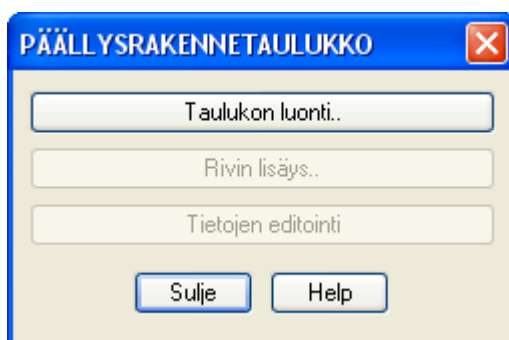 PÄÄLLYSRAKENNETAULUKKO
Taulukon luonti..
Rivin lisäys..
Tietojen editointi
Sulje Help